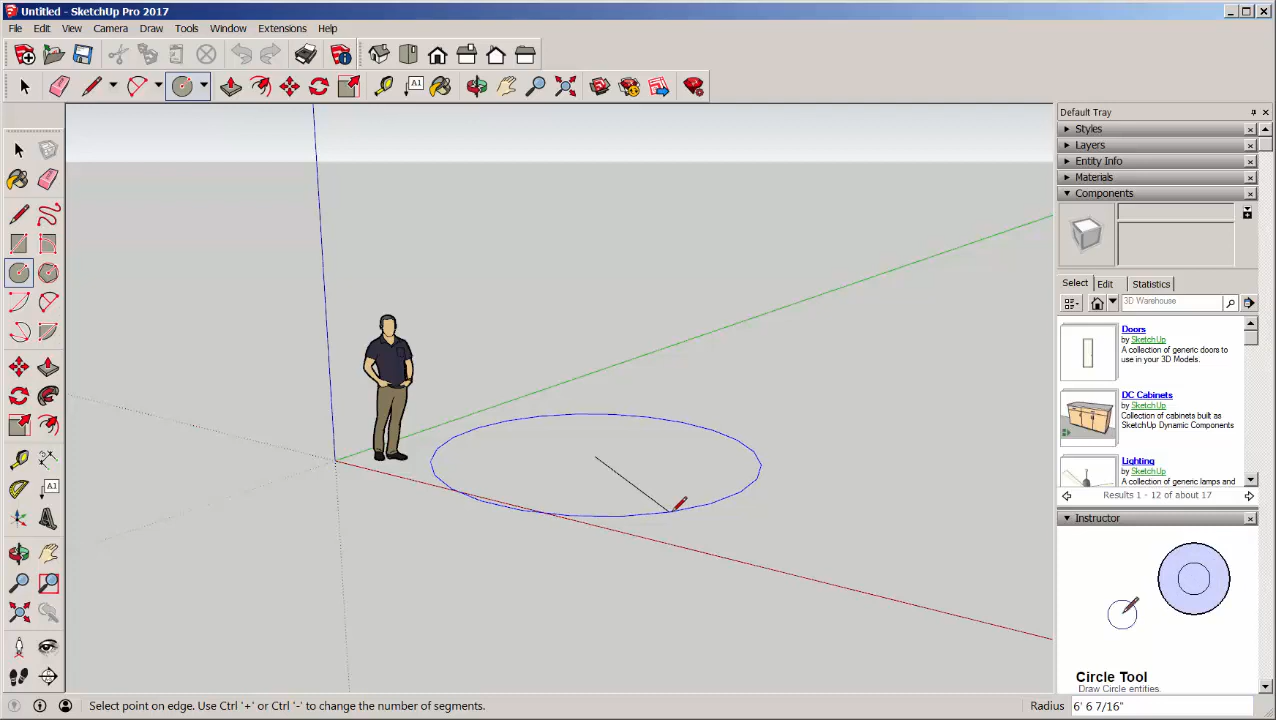 Untitled - SketchUp Pro 2017
File Edit View Camera Draw Tools Window Extensions Help
A1
Default Tray
Styles
Layers
Entity Info
Materials
Components
Select Edit Statistics
3D Warehouse
Doors
by SketchUp
A collection of generic doors to
use in your 3D Models.
DC Cabinets
by SketchUp
Collection of cabinets built as
SketchUp Dynamic Components
Lighting
by SketchUp
A collection of generic lamps and
Results 1 - 12 of about 17
Instructor
A1
Circle Tool
Draw Circle entities.
Select point on edge. Use Ctrl '+' or Ctrl '-' to change the number of segments.
Radius 6' 6 7/16"